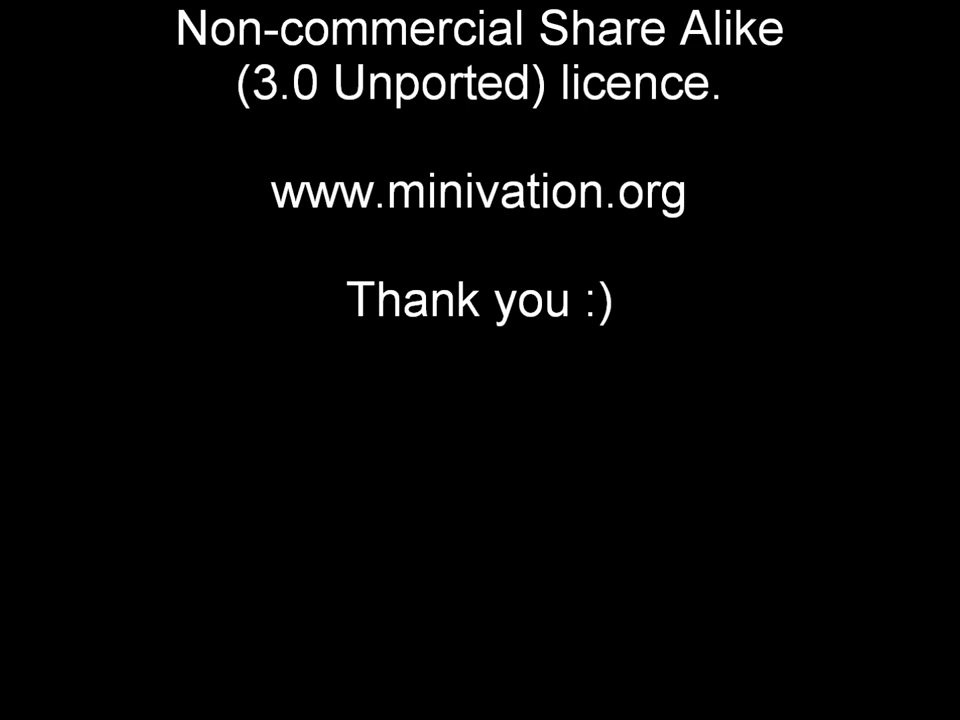 Non-commercial Share Alike
(3.0 Unported) licence.
www.minivation.org
Thank you :)